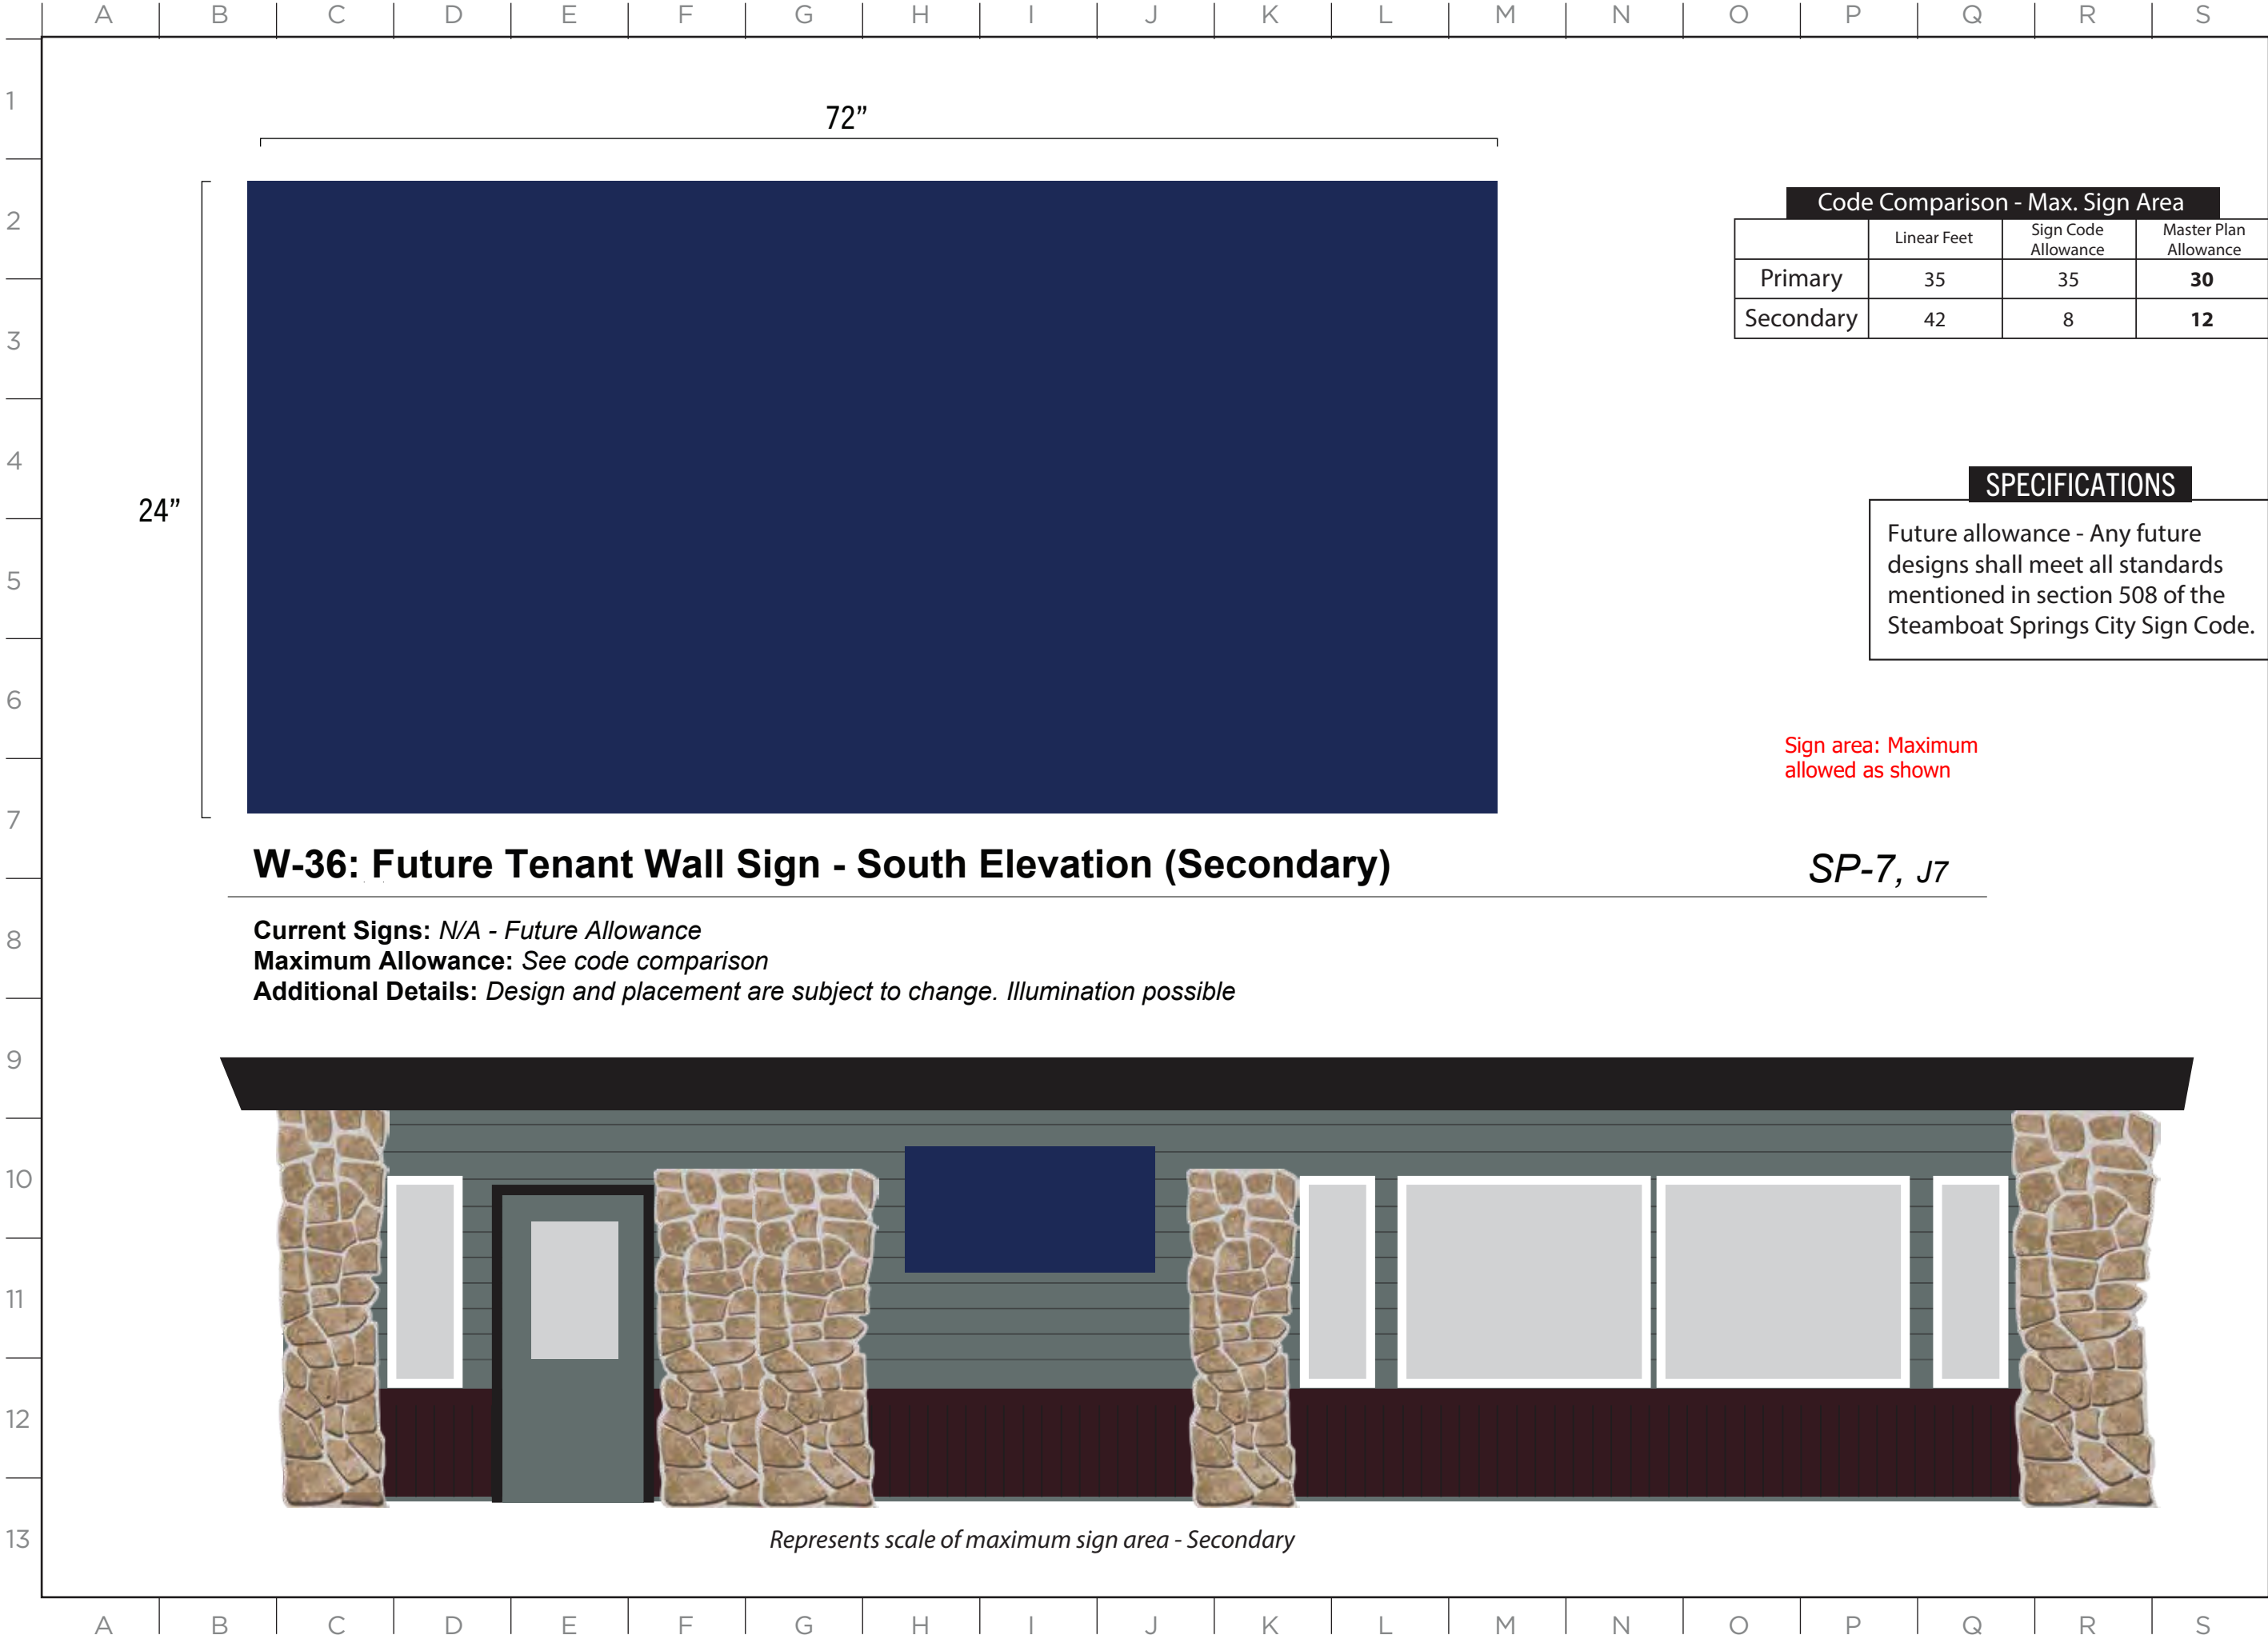 A B C D E F G H I J K L M N O P Q R S
1
72”
2
Code Comparison - Max. Sign Area
Linear Feet Sign Code Allowance Master Plan Allowance
Primary 35 35 30
Secondary 42 8 12
3
4
24”
SPECIFICATIONS
Future allowance - Any future
designs shall meet all standards
mentioned in section 508 of the
Steamboat Springs City Sign Code.
5
6
Sign area: Maximum
allowed as shown
7
W-36: Future Tenant Wall Sign - South Elevation (Secondary) SP-7, J7
8
Current Signs: N/A - Future Allowance
Maximum Allowance: See code comparison
Additional Details: Design and placement are subject to change. Illumination possible
9
10
11
12
13
Represents scale of maximum sign area - Secondary
A B C D E F G H I J K L M N O P Q R S